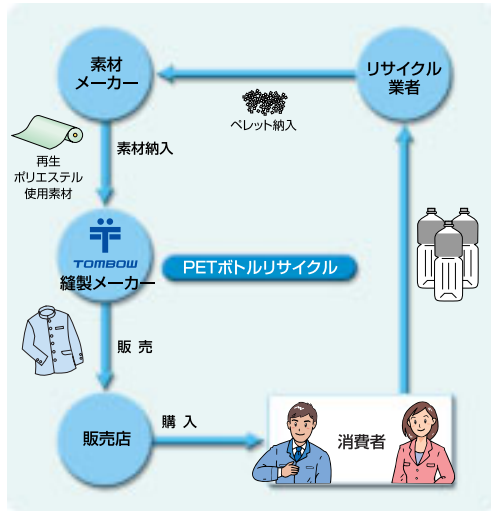 素材
メーカー
リサイクル
業者
ペレット納入
再生
ポリエステル
使用素材
素材納入
TOMBOW
縫製メーカー
PETボトルリサイクル
販 売
販売店
購 入
消費者